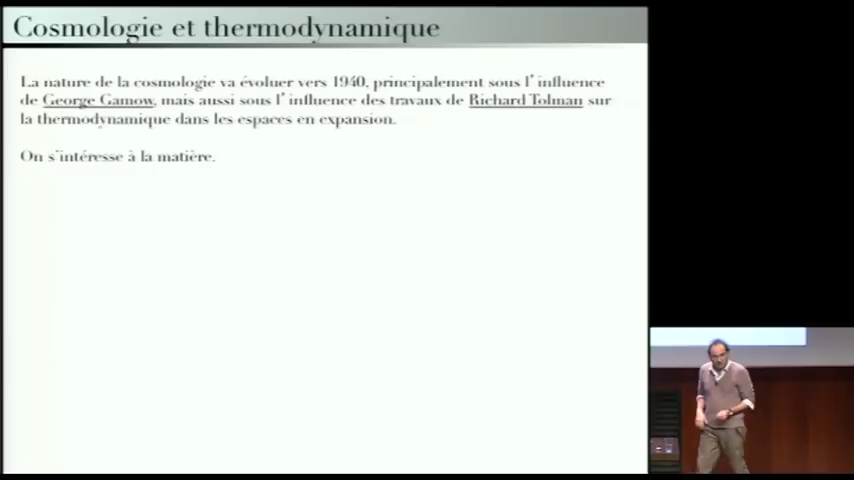 Cosmologie et thermodynamique
La nature de la cosmologie va évoluer vers 1940, principalement sous l'influence
de George Gamow, mais aussi sous l'influence des travaux de Richard Tolman sur
la thermodynamique dans les espaces en expansion.
On s'intéresse à la matière.